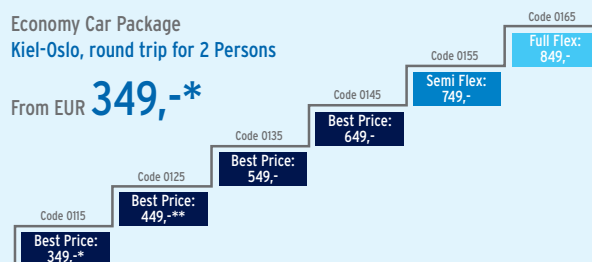 Economy Car Package
Kiel-Oslo, round trip for 2 Persons
From EUR 349,-*
Code 0165
Full Flex:
849,-
Code 0155
Semi Flex:
749,-
Code 0145
Best Price:
649,-
Code 0135
Best Price:
549,-
Code 0125
Best Price:
449,-**
Code 0115
Best Price:
349,-*